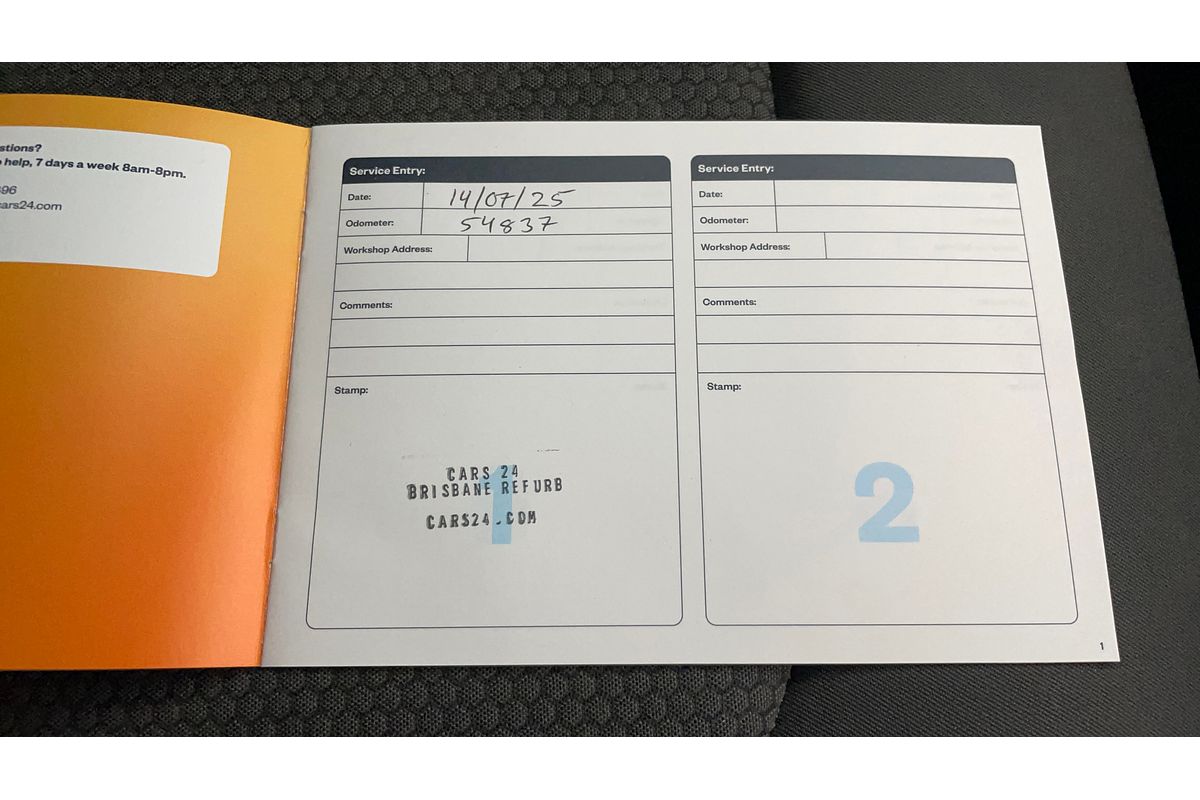 stions?
help, 7 days a week 8am-8pm.
96
ars24.com
Service Entry:
Date: 14/07/25
Odometer: 54837
Workshop Address:
Comments:
Stamp:
CARS 24
BRISBANE REFURB
CARS24.COM
1
Service Entry:
Date:
Odometer:
Workshop Address:
Comments:
Stamp:
2
1